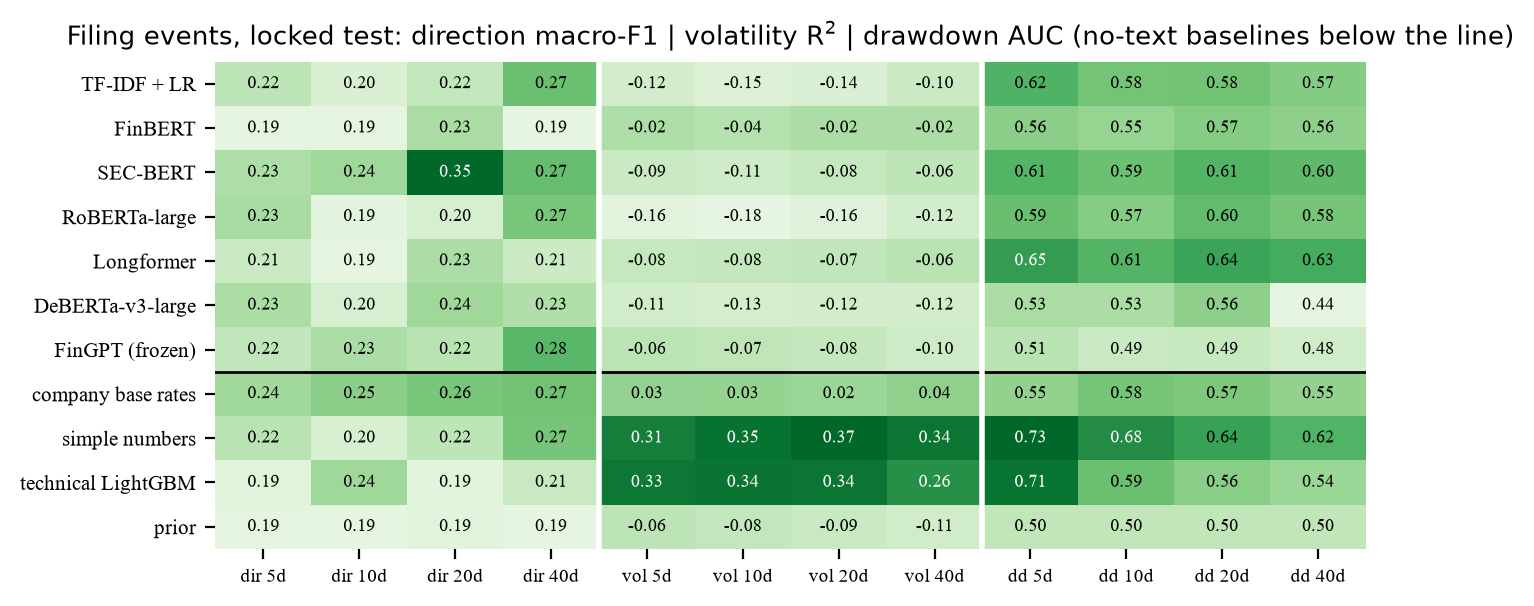 Filing events, locked test: direction macro-F1 | volatility R² | drawdown AUC (no-text baselines below the line)
TF-IDF + LR 0.22 0.20 0.22 0.27 -0.12 -0.15 -0.14 -0.10 0.62 0.58 0.58 0.57
FinBERT 0.19 0.19 0.23 0.19 -0.02 -0.04 -0.02 -0.02 0.56 0.55 0.57 0.56
SEC-BERT 0.23 0.24 0.35 0.27 -0.09 -0.11 -0.08 -0.06 0.61 0.59 0.61 0.60
RoBERTa-large 0.23 0.19 0.20 0.27 -0.16 -0.18 -0.16 -0.12 0.59 0.57 0.60 0.58
Longformer 0.21 0.19 0.23 0.21 -0.08 -0.08 -0.07 -0.06 0.65 0.61 0.64 0.63
DeBERTa-v3-large 0.23 0.20 0.24 0.23 -0.11 -0.13 -0.12 -0.12 0.53 0.53 0.56 0.44
FinGPT (frozen) 0.22 0.23 0.22 0.28 -0.06 -0.07 -0.08 -0.10 0.51 0.49 0.49 0.48
company base rates 0.24 0.25 0.26 0.27 0.03 0.03 0.02 0.04 0.55 0.58 0.57 0.55
simple numbers 0.22 0.20 0.22 0.27 0.31 0.35 0.37 0.34 0.73 0.68 0.64 0.62
technical LightGBM 0.19 0.24 0.19 0.21 0.33 0.34 0.34 0.26 0.71 0.59 0.56 0.54
prior 0.19 0.19 0.19 0.19 -0.06 -0.08 -0.09 -0.11 0.50 0.50 0.50 0.50
dir 5d dir 10d dir 20d dir 40d vol 5d vol 10d vol 20d vol 40d dd 5d dd 10d dd 20d dd 40d